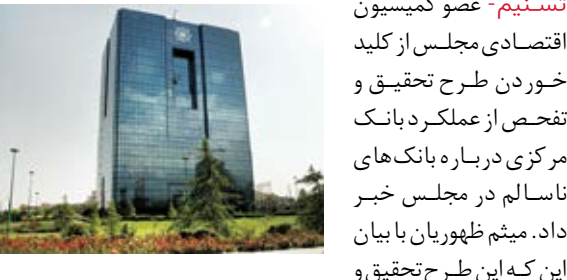 تسنیم- عضو کمیسیون
اقتصادی مجلس از کلید
خوردن طرح تحقیق و
تفحص از عملکرد بانک
مرکزی درباره بانک‌های
ناسالم در مجلس خبر
داد. میثم ظهوریان با بیان
این که این طرح تحقیق و